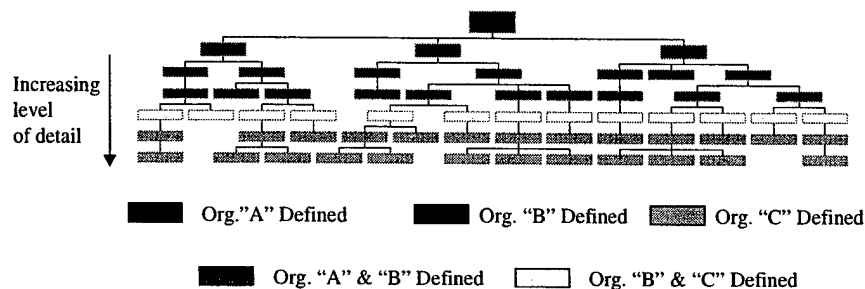 Increasing
level
of detail
Org."A" Defined
Org. "B" Defined
Org. "C" Defined
Org. "A" & "B" Defined
Org. "B" & "C" Defined